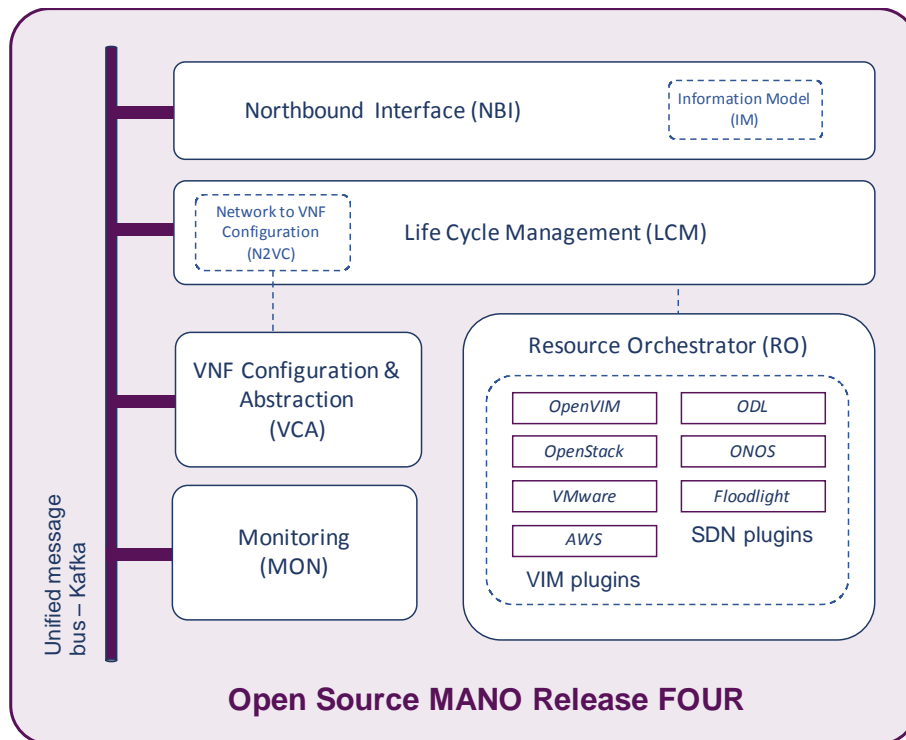 Northbound Interface (NBI)
Information Model
(IM)
Network to VNF
Configuration
(N2VC)
Life Cycle Management (LCM)
VNF Configuration &
Abstraction
(VCA)
Monitoring
(MON)
Resource Orchestrator (RO)
OpenVIM
OpenStack
VMware
AWS
VIM plugins
ODL
ONOS
Floodlight
SDN plugins
Unified message
bus – Kafka
Open Source MANO Release FOUR